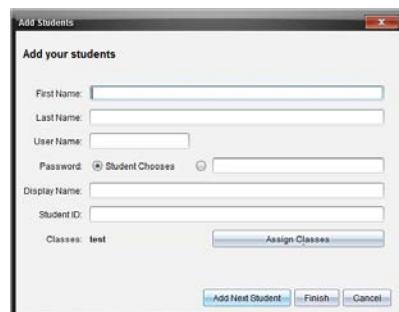 Add Students
Add your students
First Name:
Last Name:
User Name:
Password: Student Chooses
Display Name:
Student ID:
Classes: test Assign Classes
Add Next Student Finish Cancel